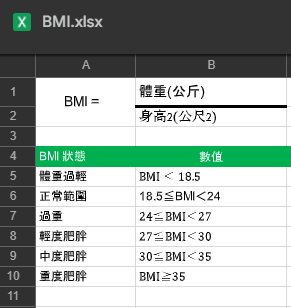 BMI.xlsx
A B
1 BMI = 體重(公斤)
2 身高2(公尺2)
3
4 BMI 狀態 數值
5 體重過輕 BMI < 18.5
6 正常範圍 18.5≦BMI<24
7 過重 24≦BMI<27
8 輕度肥胖 27≦BMI<30
9 中度肥胖 30≦BMI<35
10 重度肥胖 BMI≧35
11